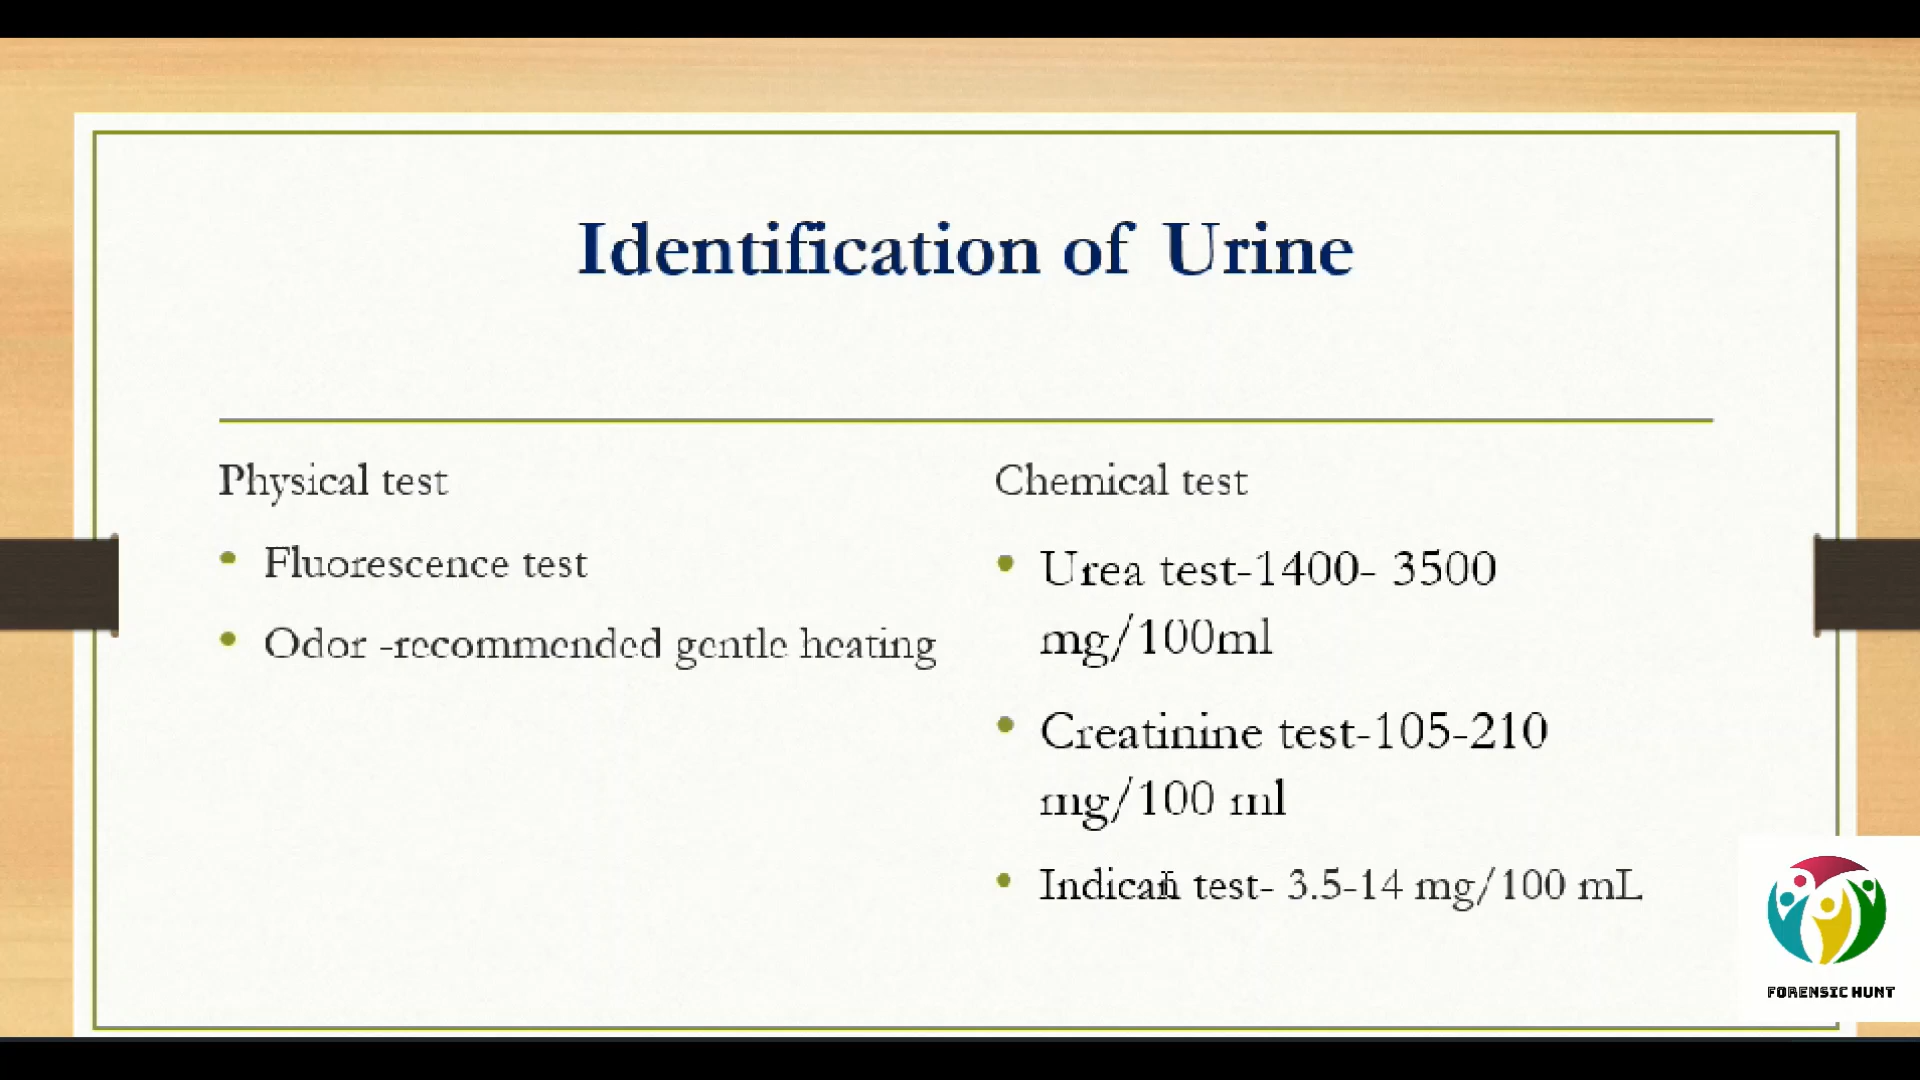 Identification of Urine
Physical test
• Fluorescence test
• Odor -recommended gentle heating
Chemical test
• Urea test-1400- 3500
mg/100ml
• Creatinine test-105-210
mg/100 ml
• Indican test- 3.5-14 mg/100 mL
FORENSIC HUNT